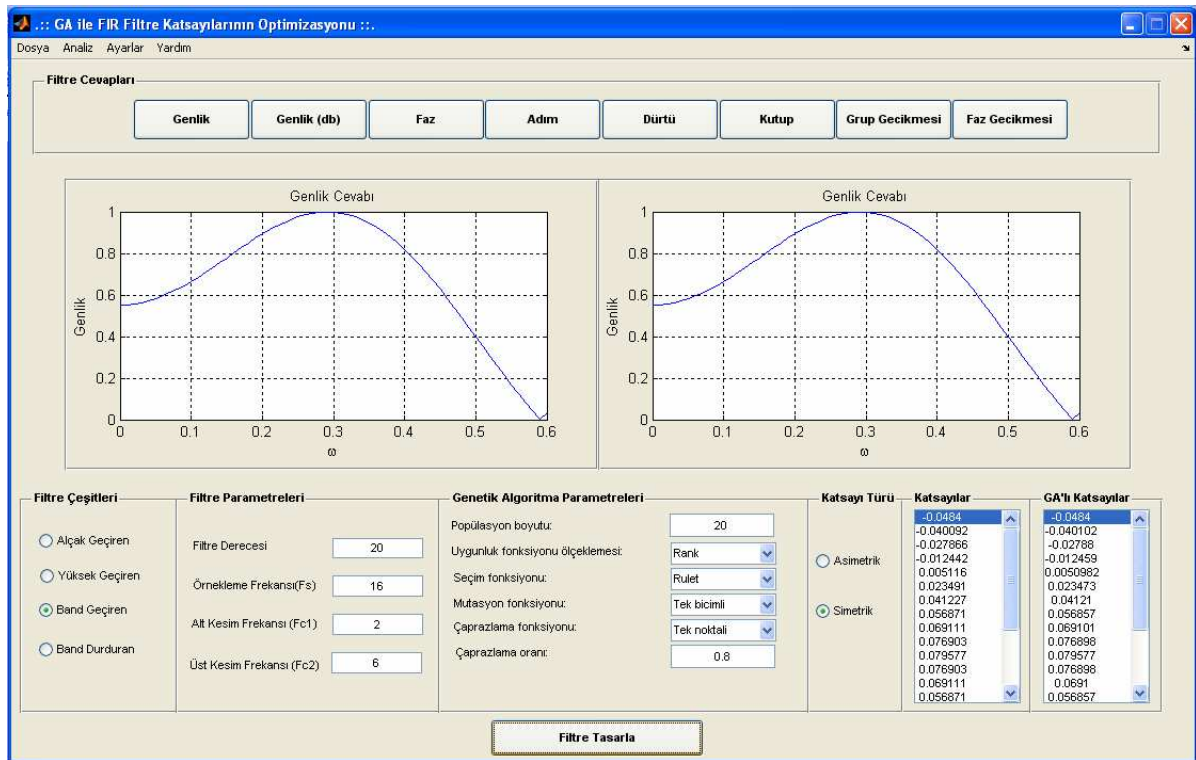 .:: GA ile FIR Filtre Katsayılarının Optimizasyonu ::.
Dosya Analiz Ayarlar Yardım
Filtre Cevapları
Genlik Genlik (db) Faz Adım Dürtü Kutup Grup Gecikmesi Faz Gecikmesi
Genlik Cevabı
Genlik
1
0.8
0.6
0.4
0.2
0
0 0.1 0.2 0.3 0.4 0.5 0.6
ω
Genlik Cevabı
Genlik
1
0.8
0.6
0.4
0.2
0
0 0.1 0.2 0.3 0.4 0.5 0.6
ω
Filtre Çeşitleri
Alçak Geçiren
Yüksek Geçiren
Band Geçiren
Band Durduran
Filtre Parametreleri
Filtre Derecesi 20
Örnekleme Frekansı(Fs) 16
Alt Kesim Frekansı (Fc1) 2
Üst Kesim Frekansı (Fc2) 6
Genetik Algoritma Parametreleri
Popülasyon boyutu: 20
Uygunluk fonksiyonu ölçeklemesi: Rank
Seçim fonksiyonu: Rulet
Mutasyon fonksiyonu: Tek bicimli
Çaprazlama fonksiyonu: Tek noktali
Çaprazlama oranı: 0.8
Katsayı Türü
Asimetrik
Simetrik
Katsayılar
-0.0484
-0.040092
-0.027866
-0.012442
0.005116
0.023491
0.041227
0.056871
0.069111
0.076903
0.079577
0.076903
0.069111
0.056871
GA'lı Katsayılar
-0.0484
-0.040102
-0.02788
-0.012459
0.0050982
0.023473
0.04121
0.056857
0.069101
0.076898
0.079577
0.076898
0.0691
0.056857
Filtre Tasarla